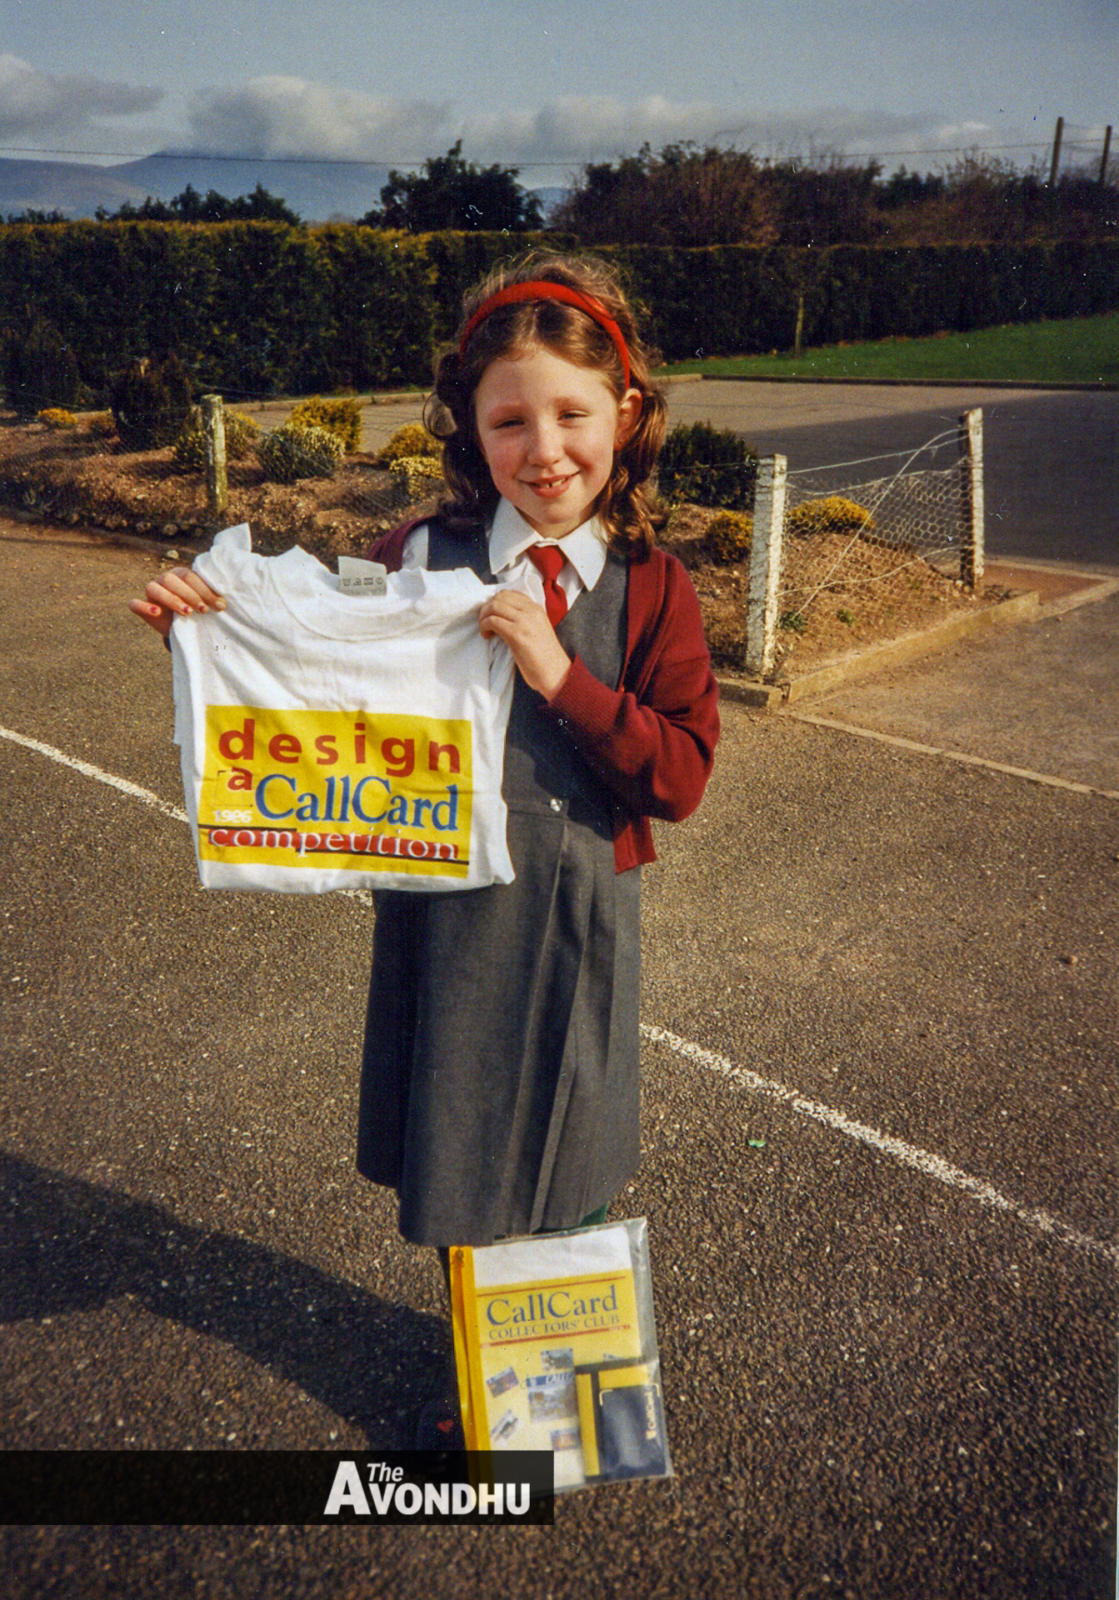 design
a CallCard
1996
competition
CallCard
COLLECTORS' CLUB
The
AVONDHU